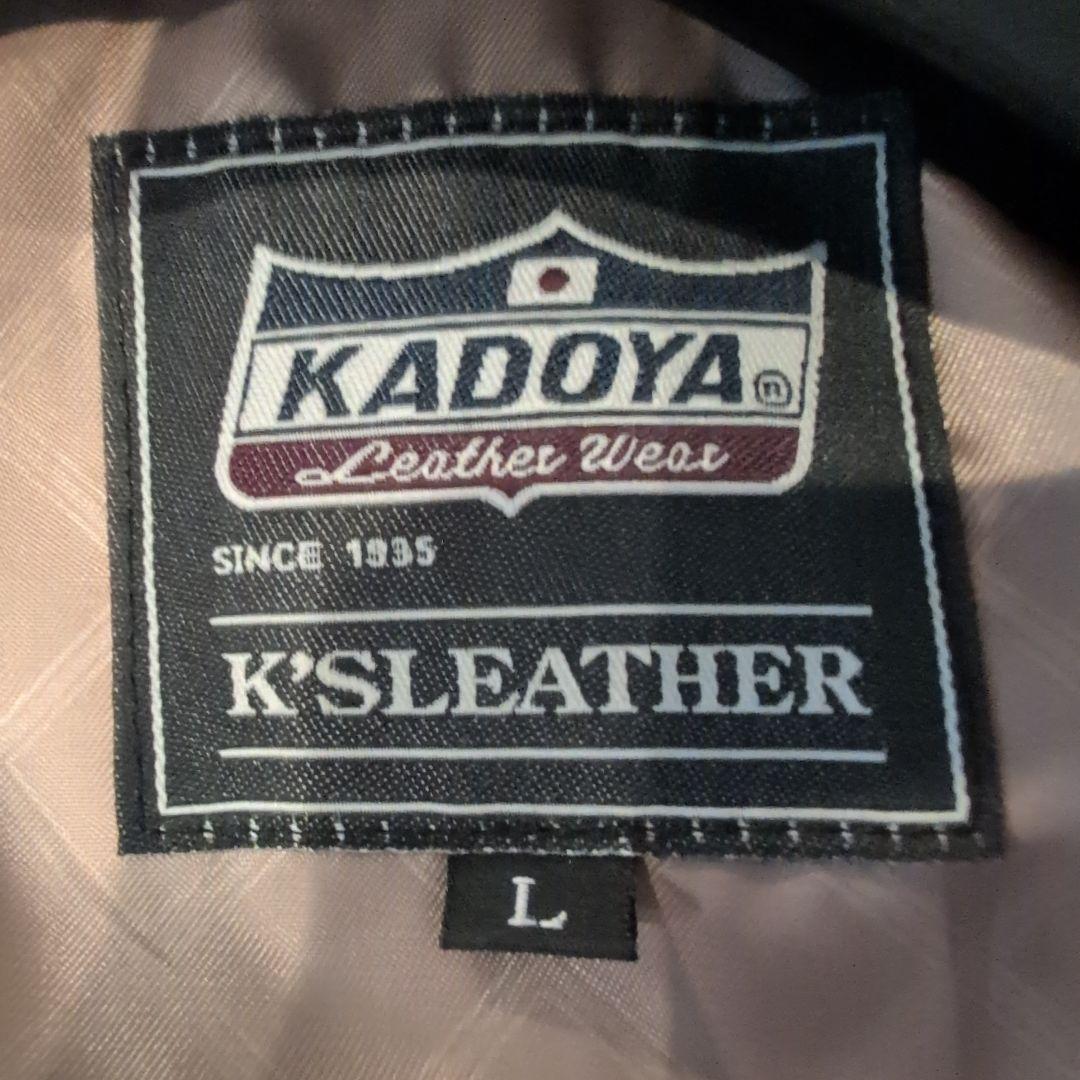 KADOYA ®
Leather Wear
SINCE 1935
K'SLEATHER
L